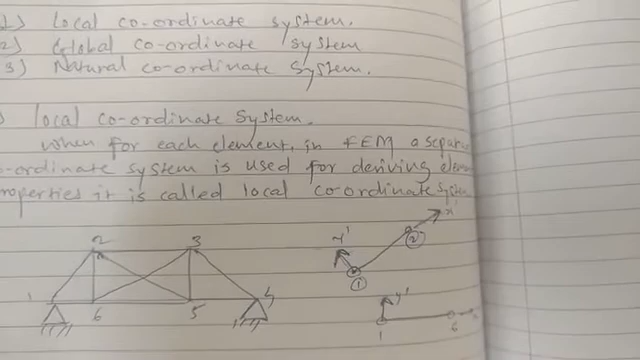 1) Local co-ordinate system.
2) Global co-ordinate system
3) Natural co-ordinate system.
local co-ordinate system.
when for each element, in FEM a separate
co-ordinate system is used for deriving element
properties it is called local co-ordinate system
2 3
1 6 5 4
y' x'
1 2
y'
1 6